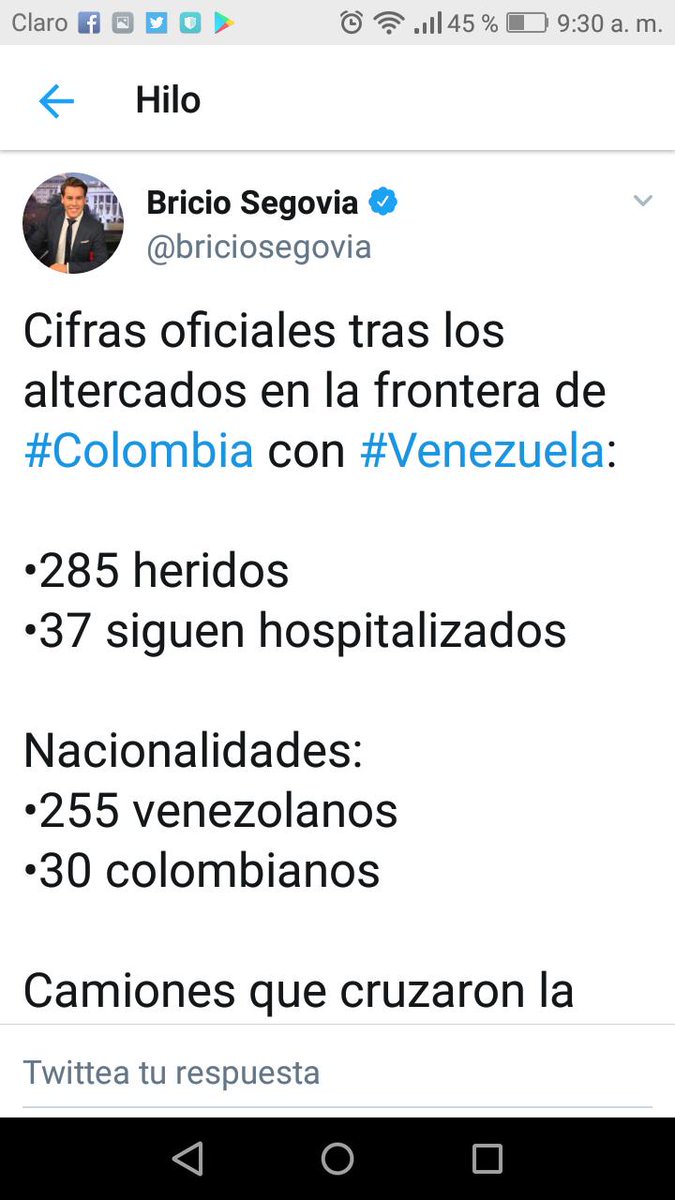 Claro 45 % 9:30 a. m.
Hilo
Bricio Segovia
@briciosegovia
Cifras oficiales tras los
altercados en la frontera de
#Colombia con #Venezuela:
•285 heridos
•37 siguen hospitalizados
Nacionalidades:
•255 venezolanos
•30 colombianos
Camiones que cruzaron la
Twittea tu respuesta